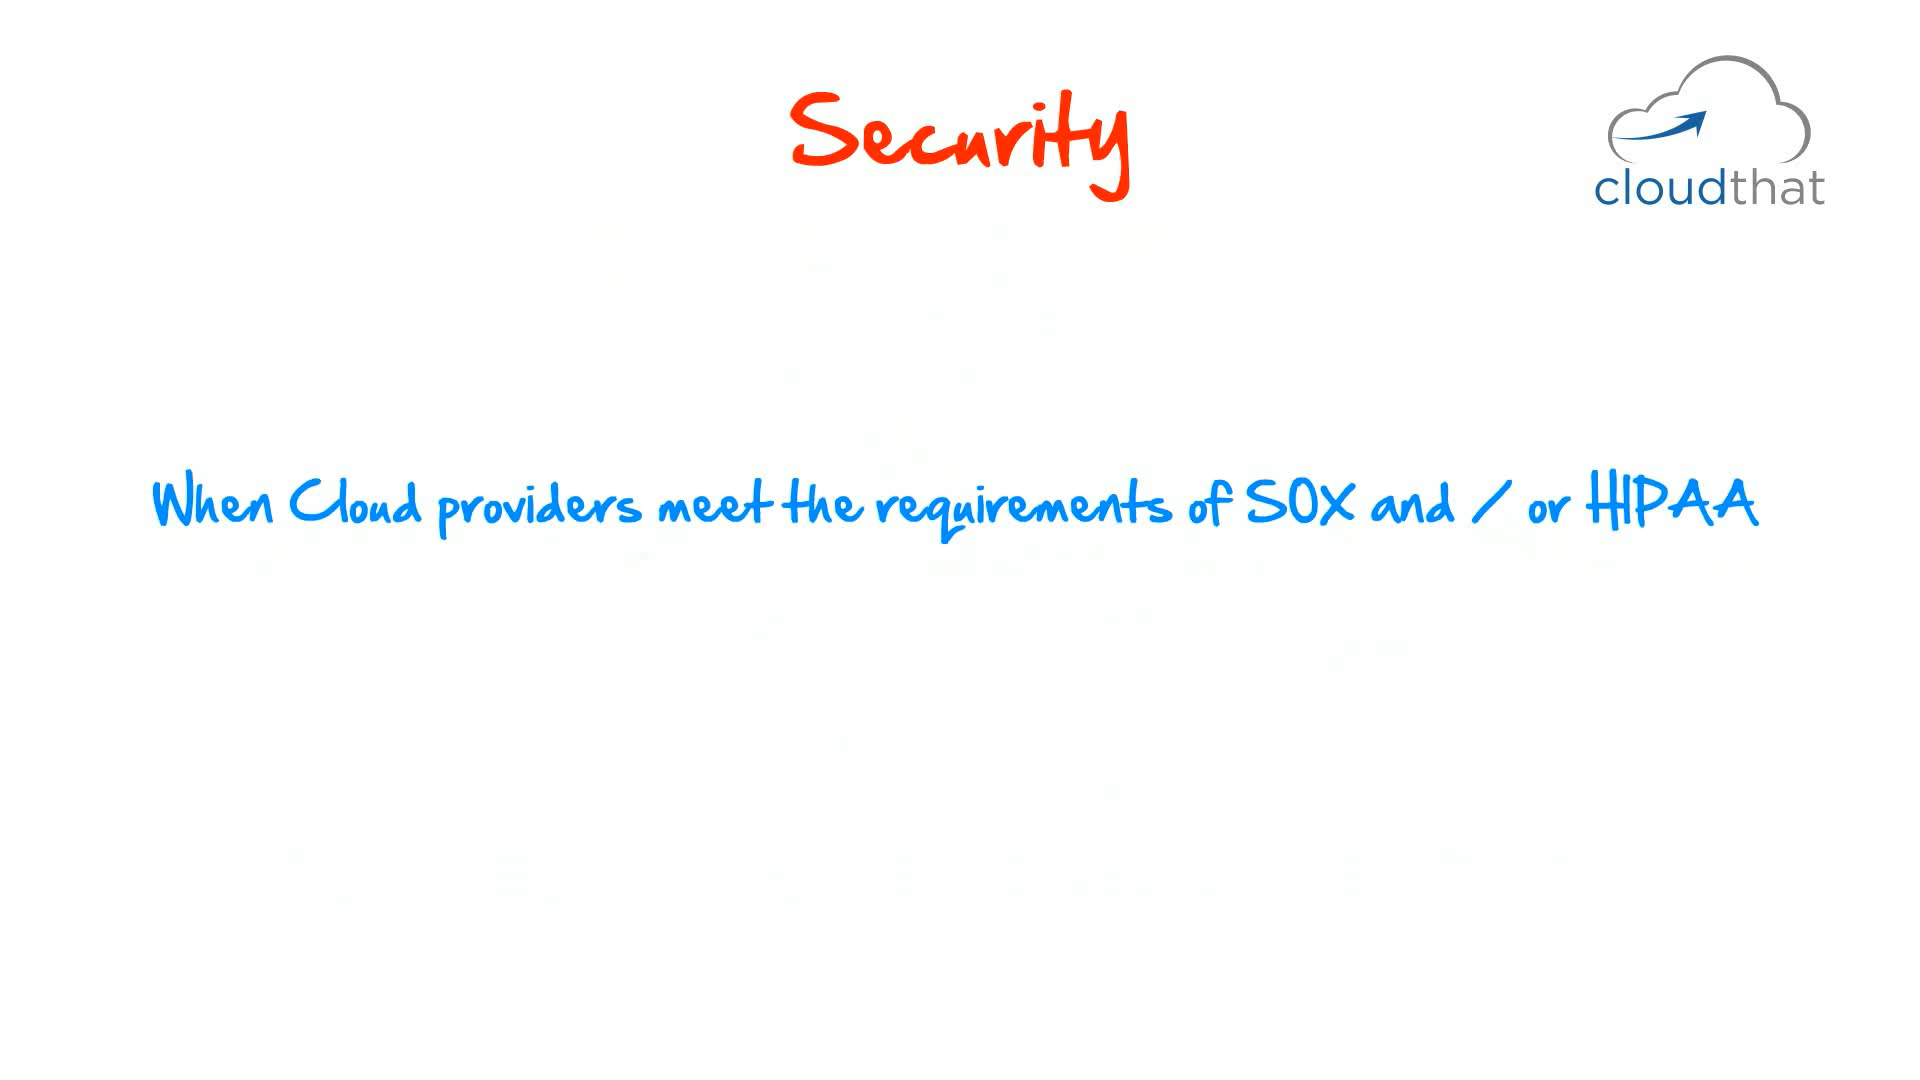 Security
cloudthat
When Cloud providers meet the requirements of SOX and / or HIPAA